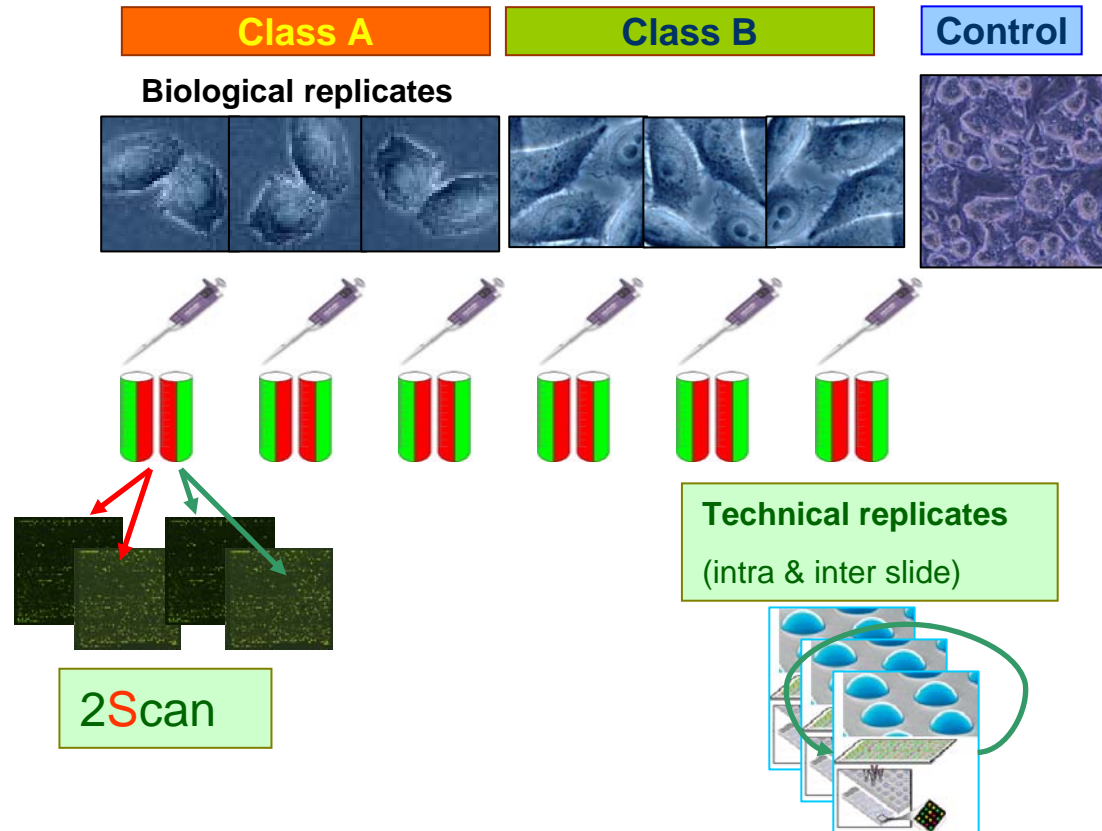 Class A
Class B
Control
Biological replicates
Technical replicates
(intra & inter slide)
2Scan